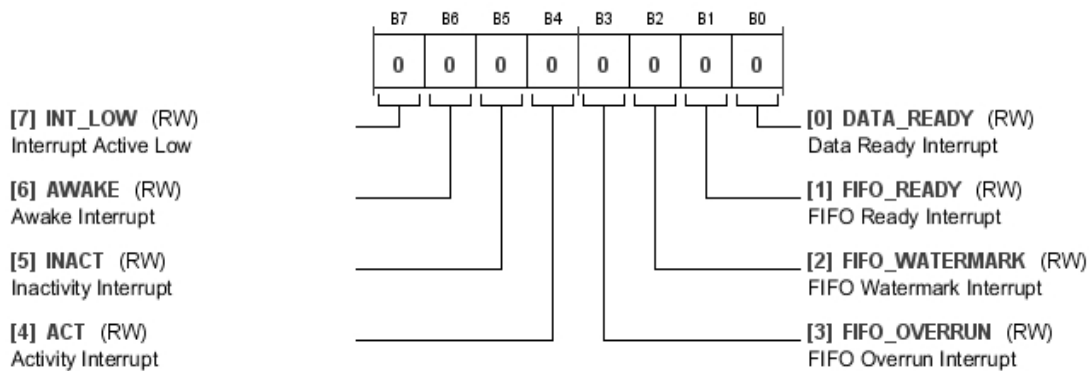 B7 B6 B5 B4 B3 B2 B1 B0
0 0 0 0 0 0 0 0
[7] INT_LOW (RW)
Interrupt Active Low
[6] AWAKE (RW)
Awake Interrupt
[5] INACT (RW)
Inactivity Interrupt
[4] ACT (RW)
Activity Interrupt
[0] DATA_READY (RW)
Data Ready Interrupt
[1] FIFO_READY (RW)
FIFO Ready Interrupt
[2] FIFO_WATERMARK (RW)
FIFO Watermark Interrupt
[3] FIFO_OVERRUN (RW)
FIFO Overrun Interrupt